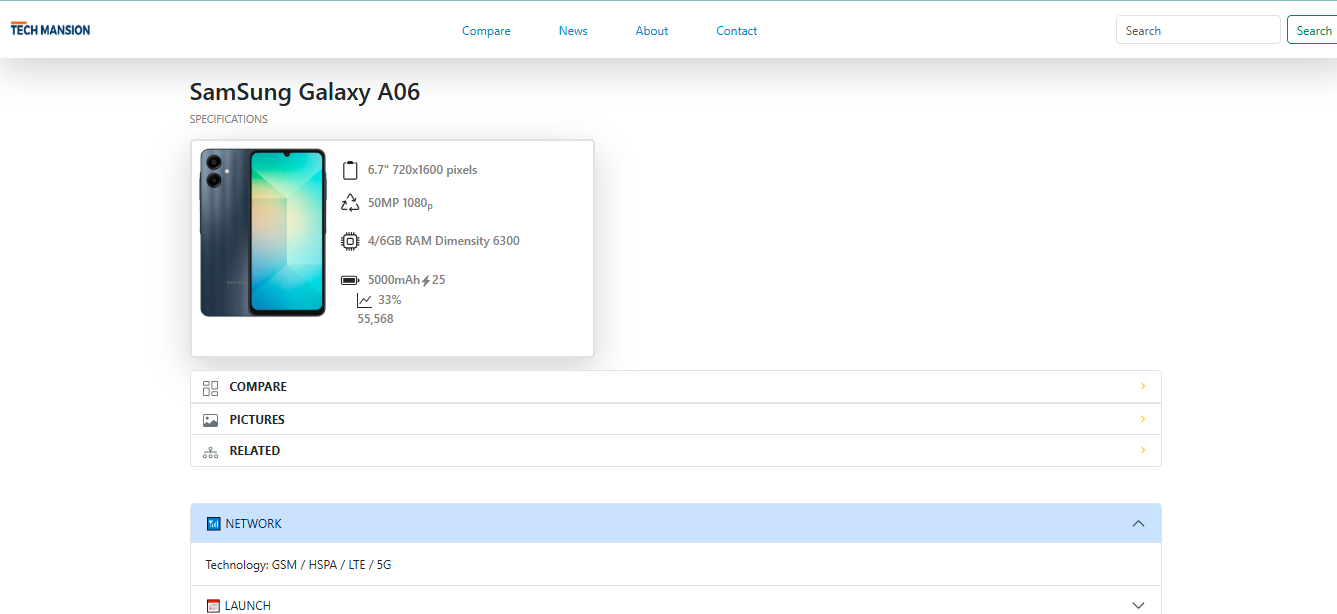 TECH MANSION
Compare News About Contact
Search Search
SamSung Galaxy A06
SPECIFICATIONS
6.7" 720x1600 pixels
50MP 1080p
4/6GB RAM Dimensity 6300
5000mAh⚡25
33%
55,568
COMPARE
PICTURES
RELATED
NETWORK
Technology: GSM / HSPA / LTE / 5G
LAUNCH